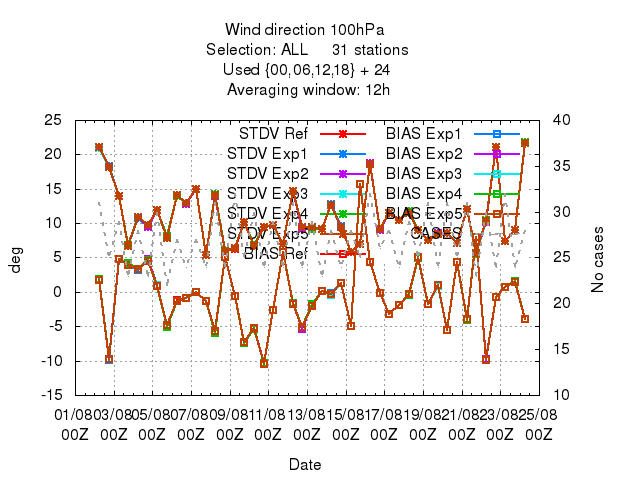 Wind direction 100hPa
Selection: ALL 31 stations
Used {00,06,12,18} + 24
Averaging window: 12h
25 40
20 35
15 30
10 25
5
0 20
-5 15
-10
-15 10
deg
No cases
STDV Ref BIAS Exp1
STDV Exp1 BIAS Exp2
STDV Exp2 BIAS Exp3
STDV Exp3 BIAS Exp4
STDV Exp4 BIAS Exp5
STDV Exp5 CASES
BIAS Ref
01/08 03/08 05/08 07/08 09/08 11/08 13/08 15/08 17/08 19/08 21/08 23/08 25/08
00Z 00Z 00Z 00Z 00Z 00Z 00Z 00Z 00Z 00Z 00Z 00Z 00Z
Date